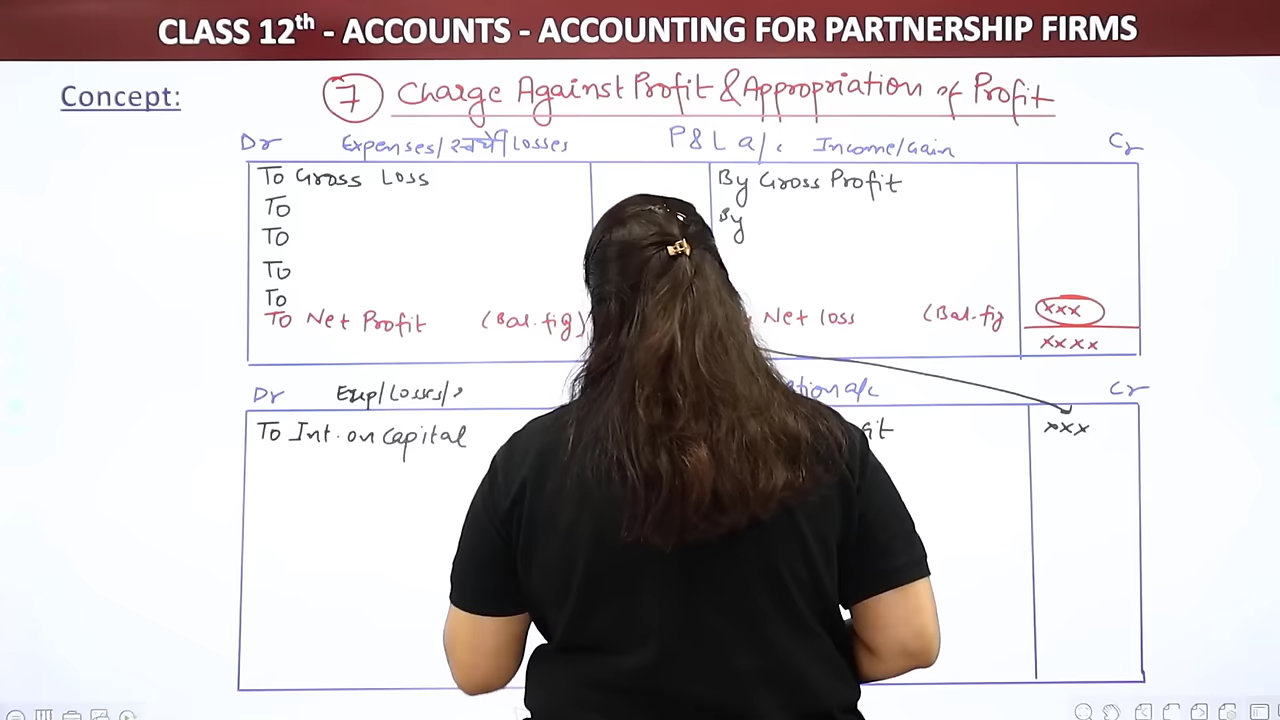 CLASS 12th - ACCOUNTS - ACCOUNTING FOR PARTNERSHIP FIRMS
Concept: 7 Charge Against Profit & Appropriation of Profit
Dr Expenses/खर्चे/Losses P & L a/c Income/Gain Cr
To Gross Loss By Gross Profit
To By
To
To
To
To Net Profit (Bal. fig) Net loss (Bal. fig xxx
xxxx
Dr Exp/Losses/ ation a/c Cr
To Int. on Capital it xxx